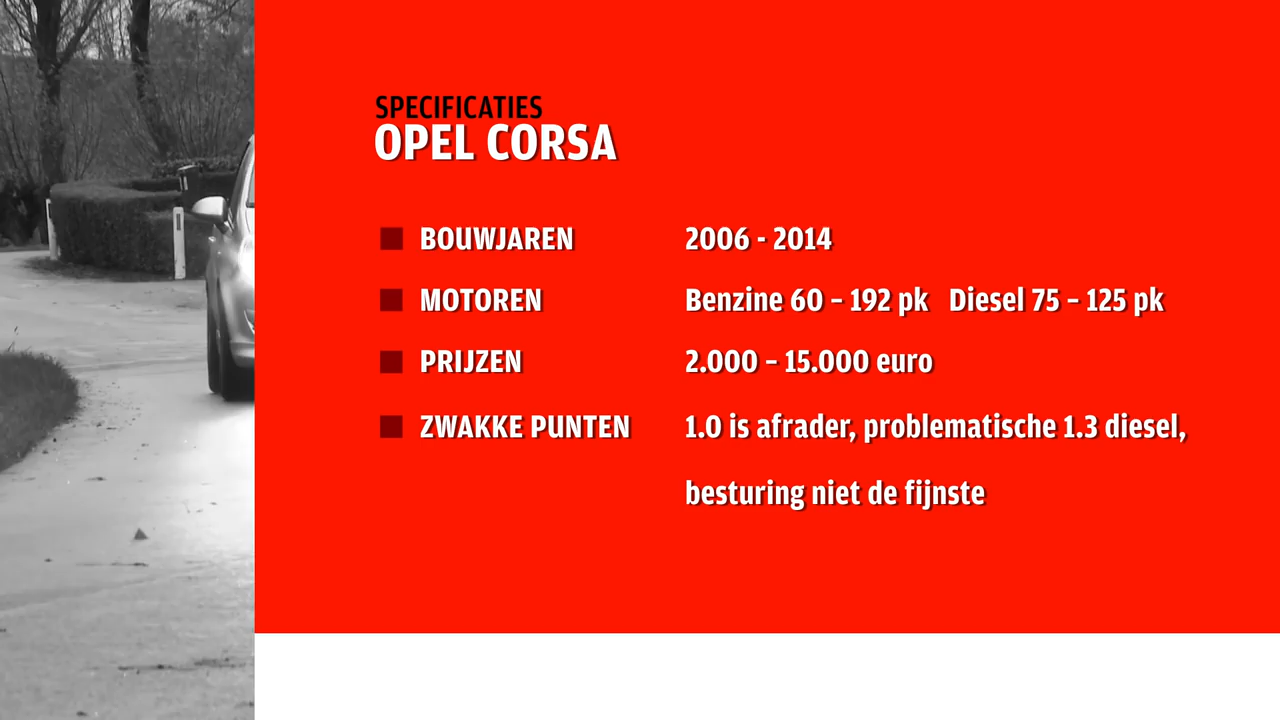 SPECIFICATIES
OPEL CORSA
BOUWJAREN 2006 - 2014
MOTOREN Benzine 60 – 192 pk Diesel 75 – 125 pk
PRIJZEN 2.000 – 15.000 euro
ZWAKKE PUNTEN 1.0 is afrader, problematische 1.3 diesel,
besturing niet de fijnste